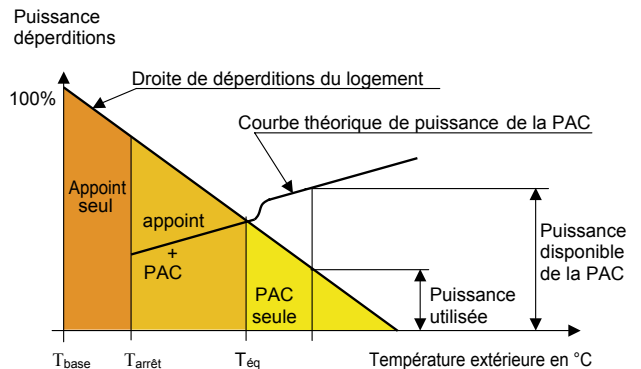 Puissance
déperditions
Droite de déperditions du logement
100%
Courbe théorique de puissance de la PAC
Appoint
seul
appoint
+
PAC
PAC
seule
Puissance
utilisée
Puissance
disponible
de la PAC
Tbase
Tarrêt
Téq
Température extérieure en °C